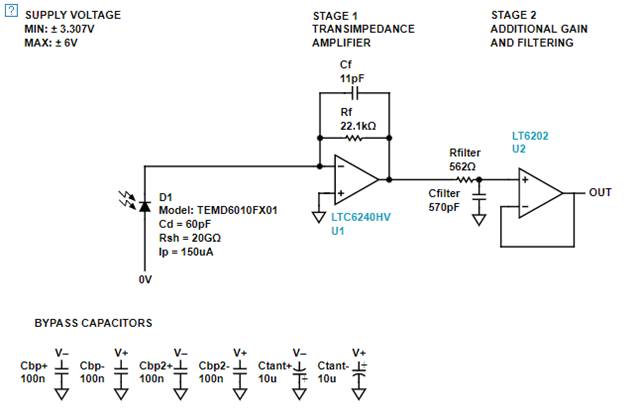 ?
SUPPLY VOLTAGE
MIN: ± 3.307V
MAX: ± 6V
STAGE 1
TRANSIMPEDANCE
AMPLIFIER
STAGE 2
ADDITIONAL GAIN
AND FILTERING
Cf
11pF
Rf
22.1kΩ
LTC6240HV
U1
Rfilter
562Ω
Cfilter
570pF
LT6202
U2
OUT
D1
Model: TEMD6010FX01
Cd = 60pF
Rsh = 20GΩ
Ip = 150uA
0V
BYPASS CAPACITORS
V– V+ V– V+ V– V+
Cbp+ Cbp- Cbp2+ Cbp2- Ctant+ Ctant-
100n 100n 100n 100n 10u 10u